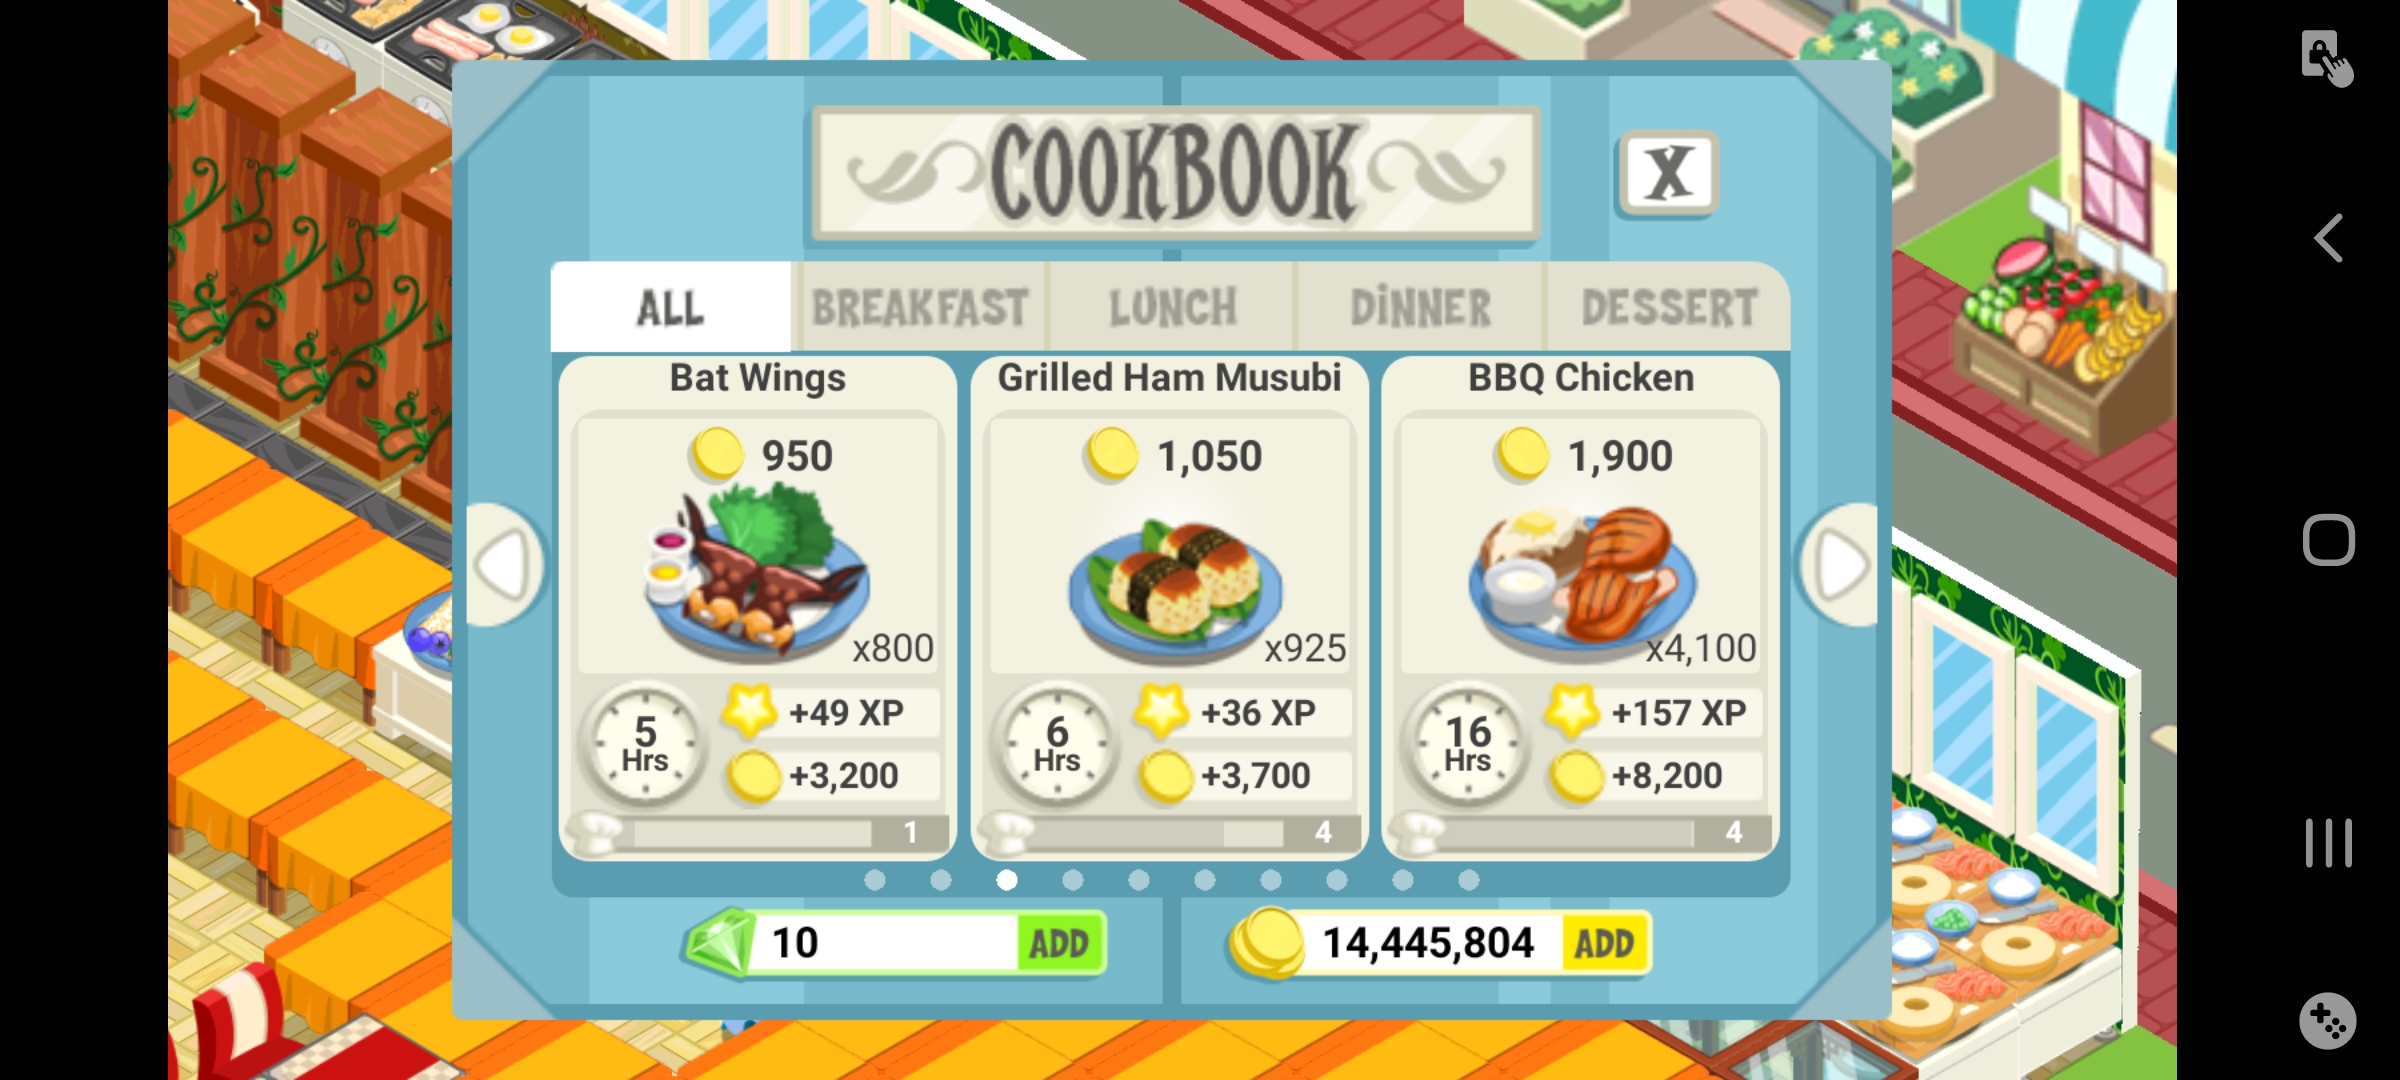 COOKBOOK
X
ALL BREAKFAST LUNCH DINNER DESSERT
Bat Wings
950
x800
5
Hrs
+49 XP
+3,200
1
Grilled Ham Musubi
1,050
x925
6
Hrs
+36 XP
+3,700
4
BBQ Chicken
1,900
x4,100
16
Hrs
+157 XP
+8,200
4
10 ADD
14,445,804 ADD